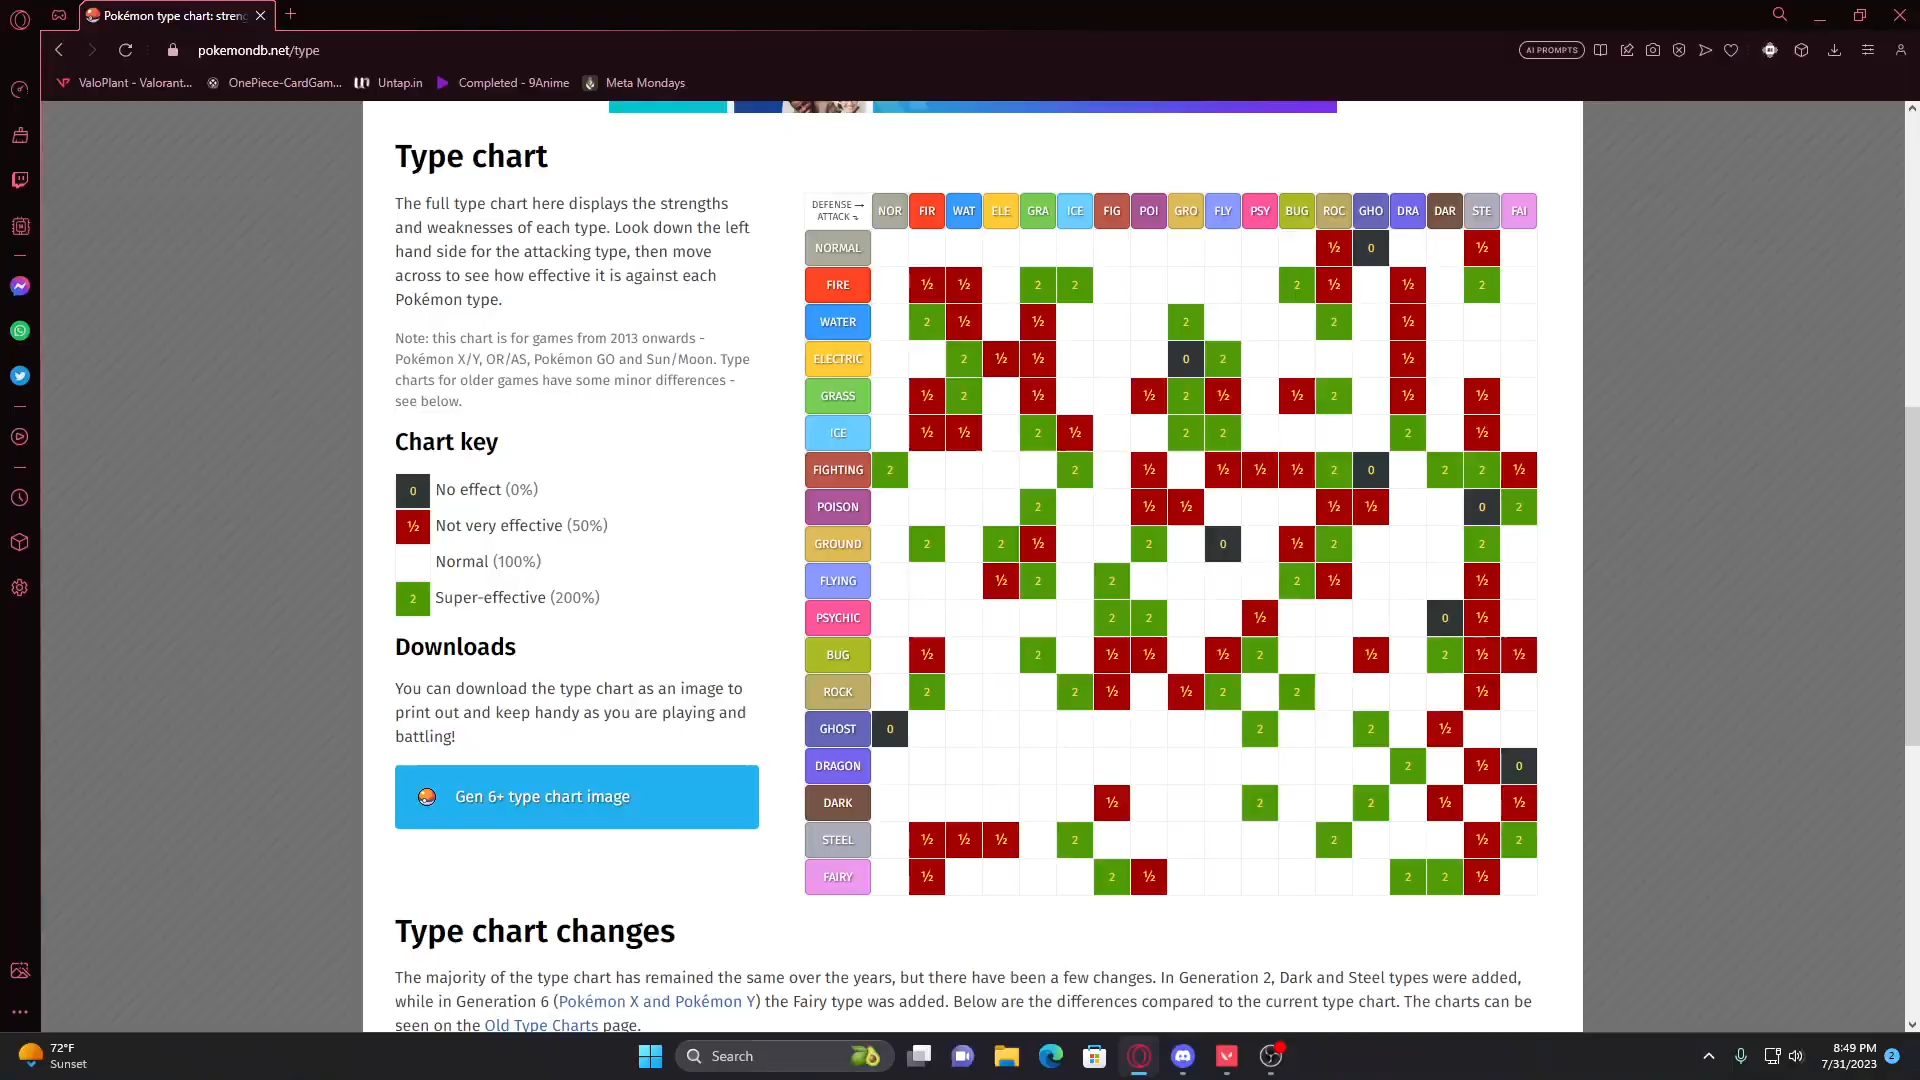 Pokémon type chart: streng
pokemondb.net/type
AI PROMPTS
ValoPlant - Valorant...
OnePiece-CardGam...
Untap.in
Completed - 9Anime
Meta Mondays
Type chart
The full type chart here displays the strengths
and weaknesses of each type. Look down the left
hand side for the attacking type, then move
across to see how effective it is against each
Pokémon type.
Note: this chart is for games from 2013 onwards -
Pokémon X/Y, OR/AS, Pokémon GO and Sun/Moon. Type
charts for older games have some minor differences -
see below.
Chart key
0 No effect (0%)
½ Not very effective (50%)
Normal (100%)
2 Super-effective (200%)
Downloads
You can download the type chart as an image to
print out and keep handy as you are playing and
battling!
Gen 6+ type chart image
DEFENSE →
ATTACK ↴
NOR FIR WAT ELE GRA ICE FIG POI GRO FLY PSY BUG ROC GHO DRA DAR STE FAI
NORMAL ½ 0 ½
FIRE ½ ½ 2 2 2 ½ ½ 2
WATER 2 ½ ½ 2 2 ½
ELECTRIC 2 ½ ½ 0 2 ½
GRASS ½ 2 ½ ½ 2 ½ ½ 2 ½ ½
ICE ½ ½ 2 ½ 2 2 2 ½
FIGHTING 2 2 ½ ½ ½ ½ 2 0 2 2 ½
POISON 2 ½ ½ ½ ½ 0 2
GROUND 2 2 ½ 2 0 ½ 2 2
FLYING ½ 2 2 2 ½ ½
PSYCHIC 2 2 ½ 0 ½
BUG ½ 2 ½ ½ ½ 2 ½ 2 ½ ½
ROCK 2 2 ½ ½ 2 2 ½
GHOST 0 2 2 ½
DRAGON 2 ½ 0
DARK ½ 2 2 ½ ½
STEEL ½ ½ ½ 2 2 ½ 2
FAIRY ½ 2 ½ 2 2 ½
Type chart changes
The majority of the type chart has remained the same over the years, but there have been a few changes. In Generation 2, Dark and Steel types were added,
while in Generation 6 (Pokémon X and Pokémon Y) the Fairy type was added. Below are the differences compared to the current type chart. The charts can be
seen on the Old Type Charts page.
72°F
Sunset
Search
8:49 PM
7/31/2023
2